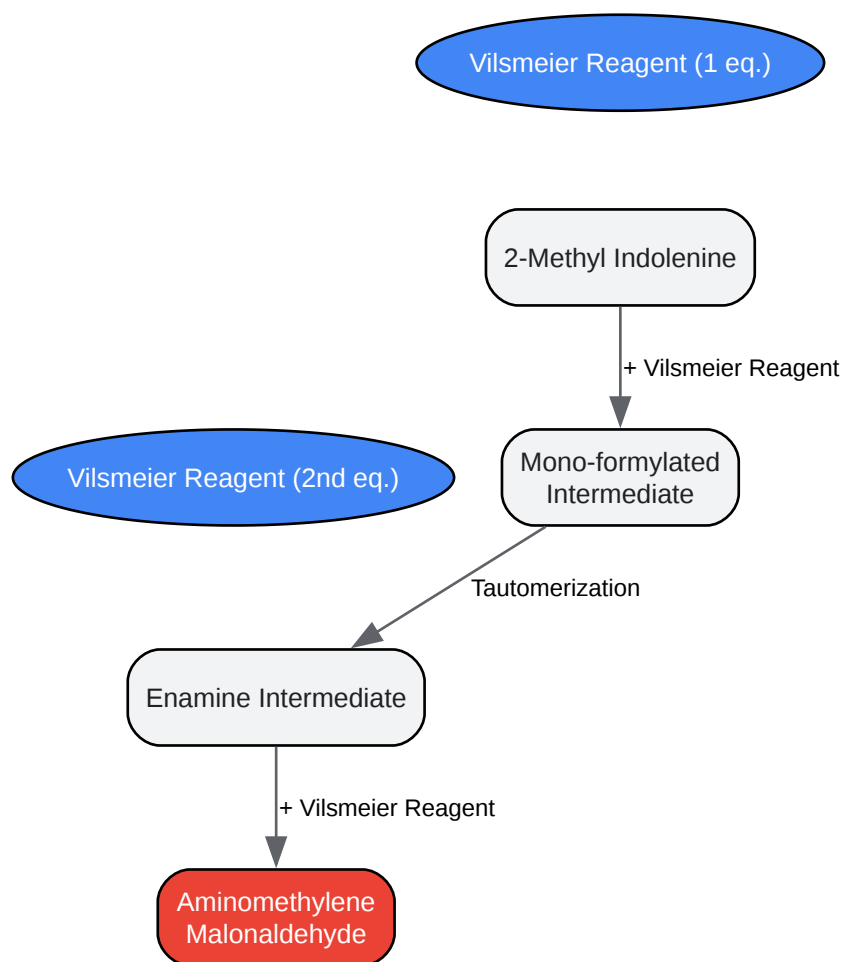 Vilsmeier Reagent (1 eq.)
2-Methyl Indolenine
+ Vilsmeier Reagent
Mono-formylated
Intermediate
Vilsmeier Reagent (2nd eq.)
Tautomerization
Enamine Intermediate
+ Vilsmeier Reagent
Aminomethylene
Malonaldehyde